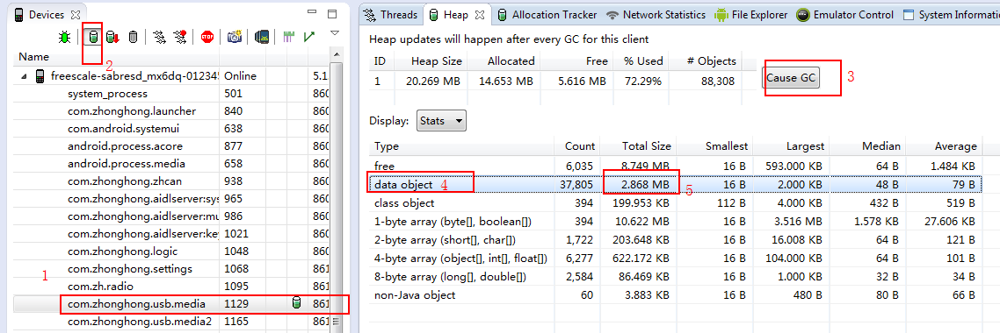 Devices
Threads Heap Allocation Tracker Network Statistics File Explorer Emulator Control System Informatio
2
Name
freescale-sabresd_mx6dq-012345 Online 5.1
system_process 501 860
com.zhonghong.launcher 840 860
com.android.systemui 638 860
android.process.acore 877 860
android.process.media 658 860
com.zhonghong.zhcan 938 860
com.zhonghong.aidlserver:sys 965 860
com.zhonghong.aidlserver:mu 986 860
com.zhonghong.aidlserver:key 1021 860
com.zhonghong.logic 1048 860
com.zhonghong.settings 1068 861
1
com.zh.radio 1095 861
com.zhonghong.usb.media 1129 861
com.zhonghong.usb.media2 1165 861
Heap updates will happen after every GC for this client
ID Heap Size Allocated Free % Used # Objects
1 20.269 MB 14.653 MB 5.616 MB 72.29% 88,308
Cause GC 3
Display: Stats
Type Count Total Size Smallest Largest Median Average
free 6,035 8.749 MB 16 B 593.000 KB 64 B 1.484 KB
data object 4 37,805 2.868 MB 5 16 B 2.000 KB 48 B 79 B
class object 394 199.953 KB 112 B 4.000 KB 432 B 519 B
1-byte array (byte[], boolean[]) 394 10.622 MB 16 B 3.516 MB 1.578 KB 27.606 KB
2-byte array (short[], char[]) 1,722 203.648 KB 16 B 16.008 KB 64 B 121 B
4-byte array (object[], int[], float[]) 6,277 622.172 KB 16 B 104.000 KB 64 B 101 B
8-byte array (long[], double[]) 2,584 86.469 KB 16 B 1.000 KB 32 B 34 B
non-Java object 60 3.883 KB 16 B 480 B 80 B 66 B